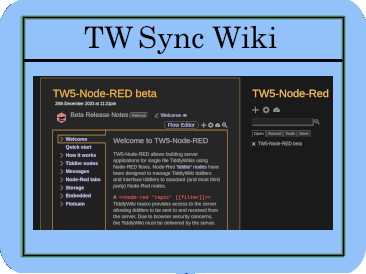 TW Sync Wiki
TW5-Node-RED beta
28th December 2023 at 11:21pm
Beta Release Notes Refresh Welcome
Flow Editor
Welcome
Quick start
How it works
Tiddler nodes
Messages
Node-Red tabs
Storage
Embedded
Flotsam
Welcome to TW5-Node-RED
TW5-Node-RED allows building server
applications for single file TiddlyWikis using
Node-RED flows. Node-Red 'tiddler' nodes have
been designed to manage TiddlyWiki tiddlers
and interface tiddlers to standard (and most third
party) Node-Red nodes.
A <<node-red 'topic' [[filter]]>>
TiddlyWiki macro provides access to the server
allowing tiddlers to be sent to and received from
the server. Due to browser security concerns,
the TiddlyWiki must be delivered by the server.
TW5-Node-Red
Open Recent Tools More
TW5-Node-RED beta